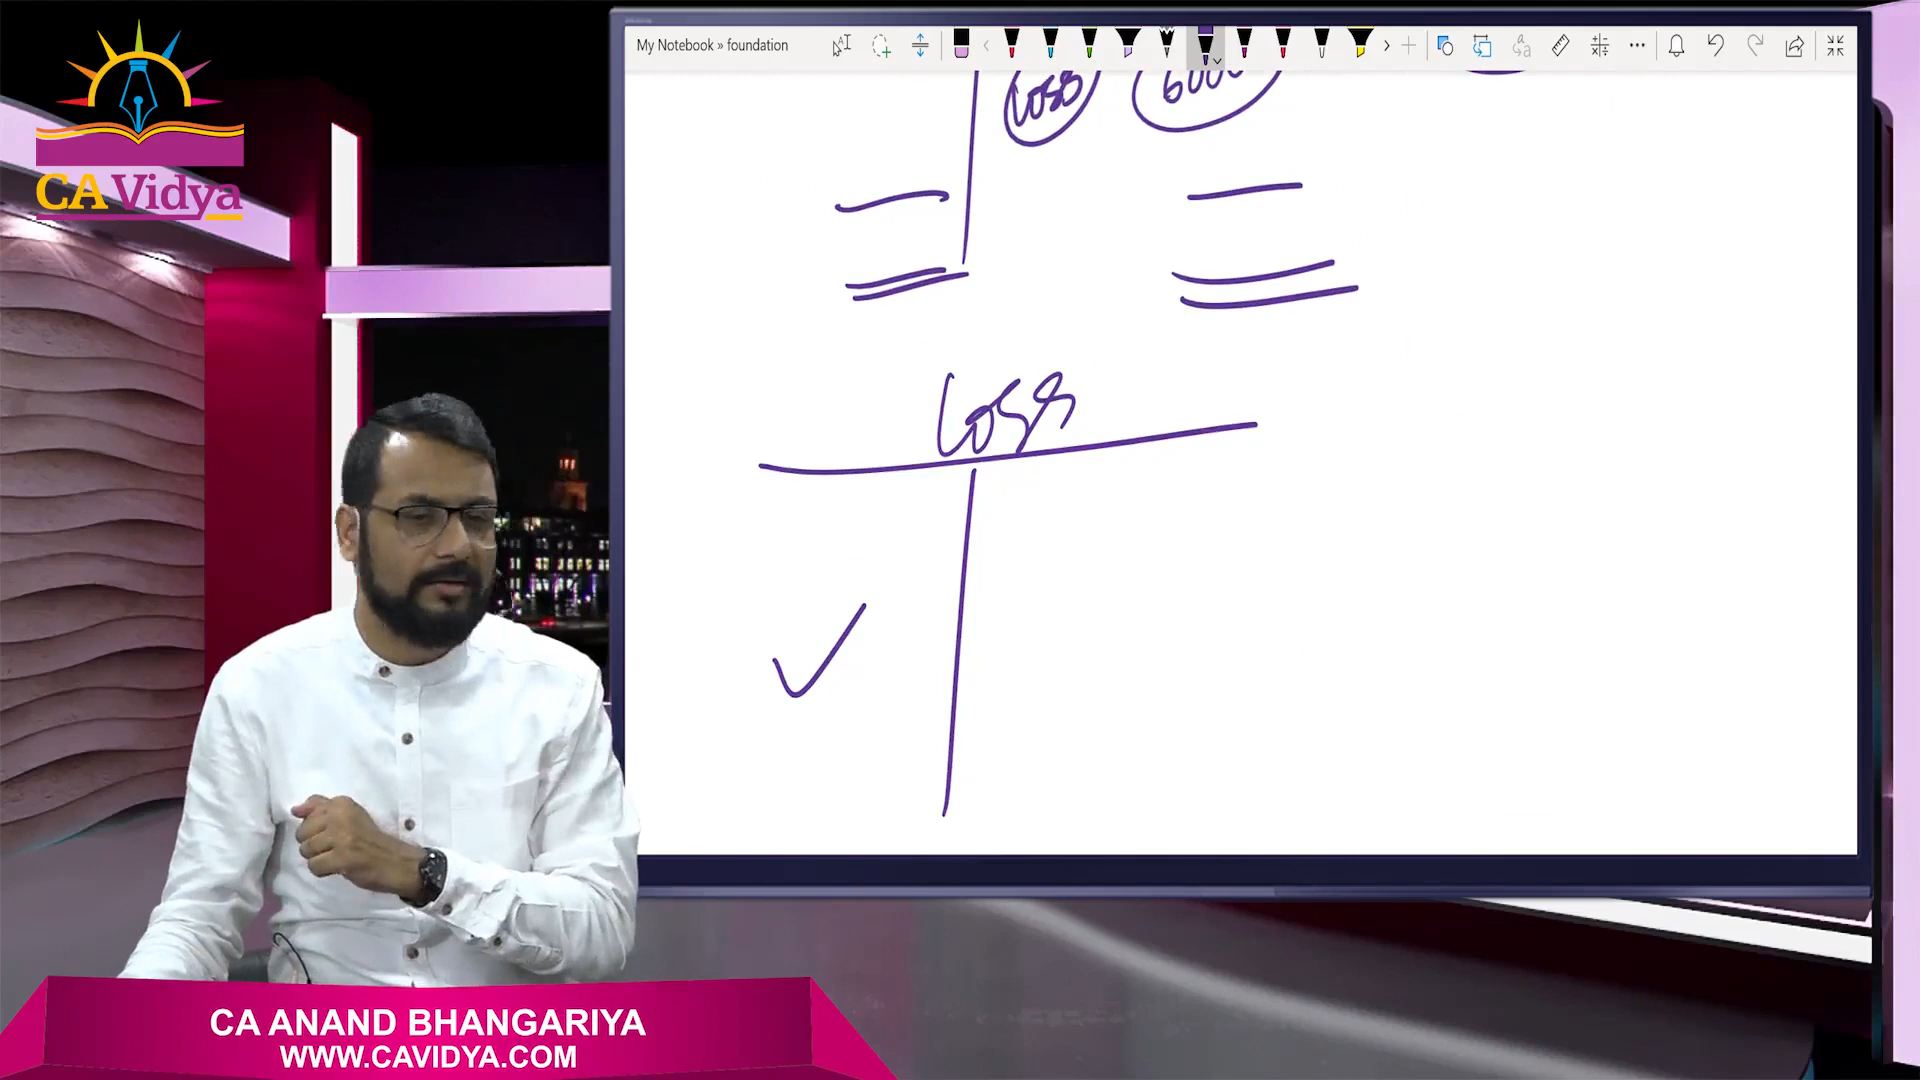 CA Vidya
My Notebook » foundation
Loss
Loss
CA ANAND BHANGARIYA
WWW.CAVIDYA.COM